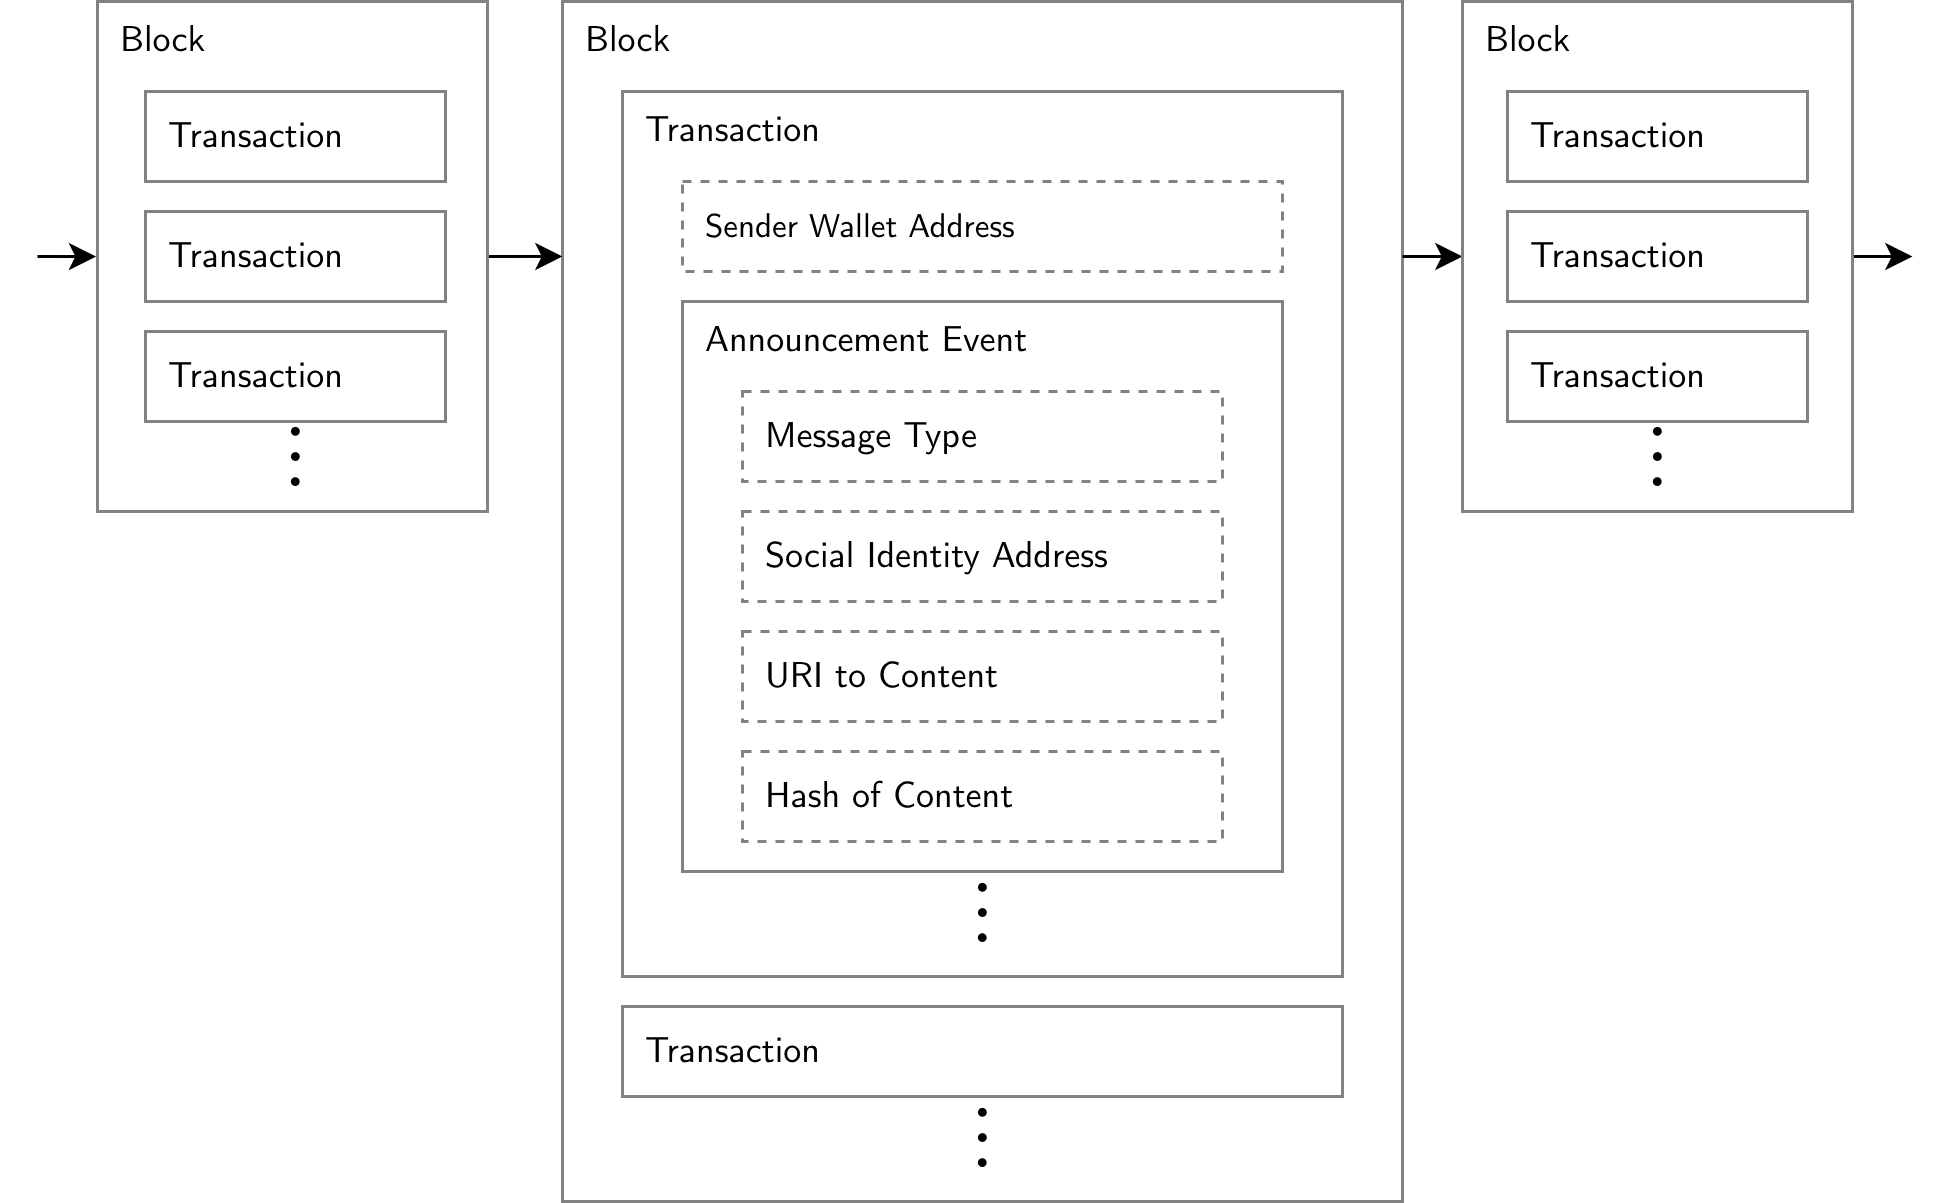 Block
Transaction
Transaction
Transaction
Block
Transaction
Sender Wallet Address
Announcement Event
Message Type
Social Identity Address
URI to Content
Hash of Content
Transaction
Block
Transaction
Transaction
Transaction